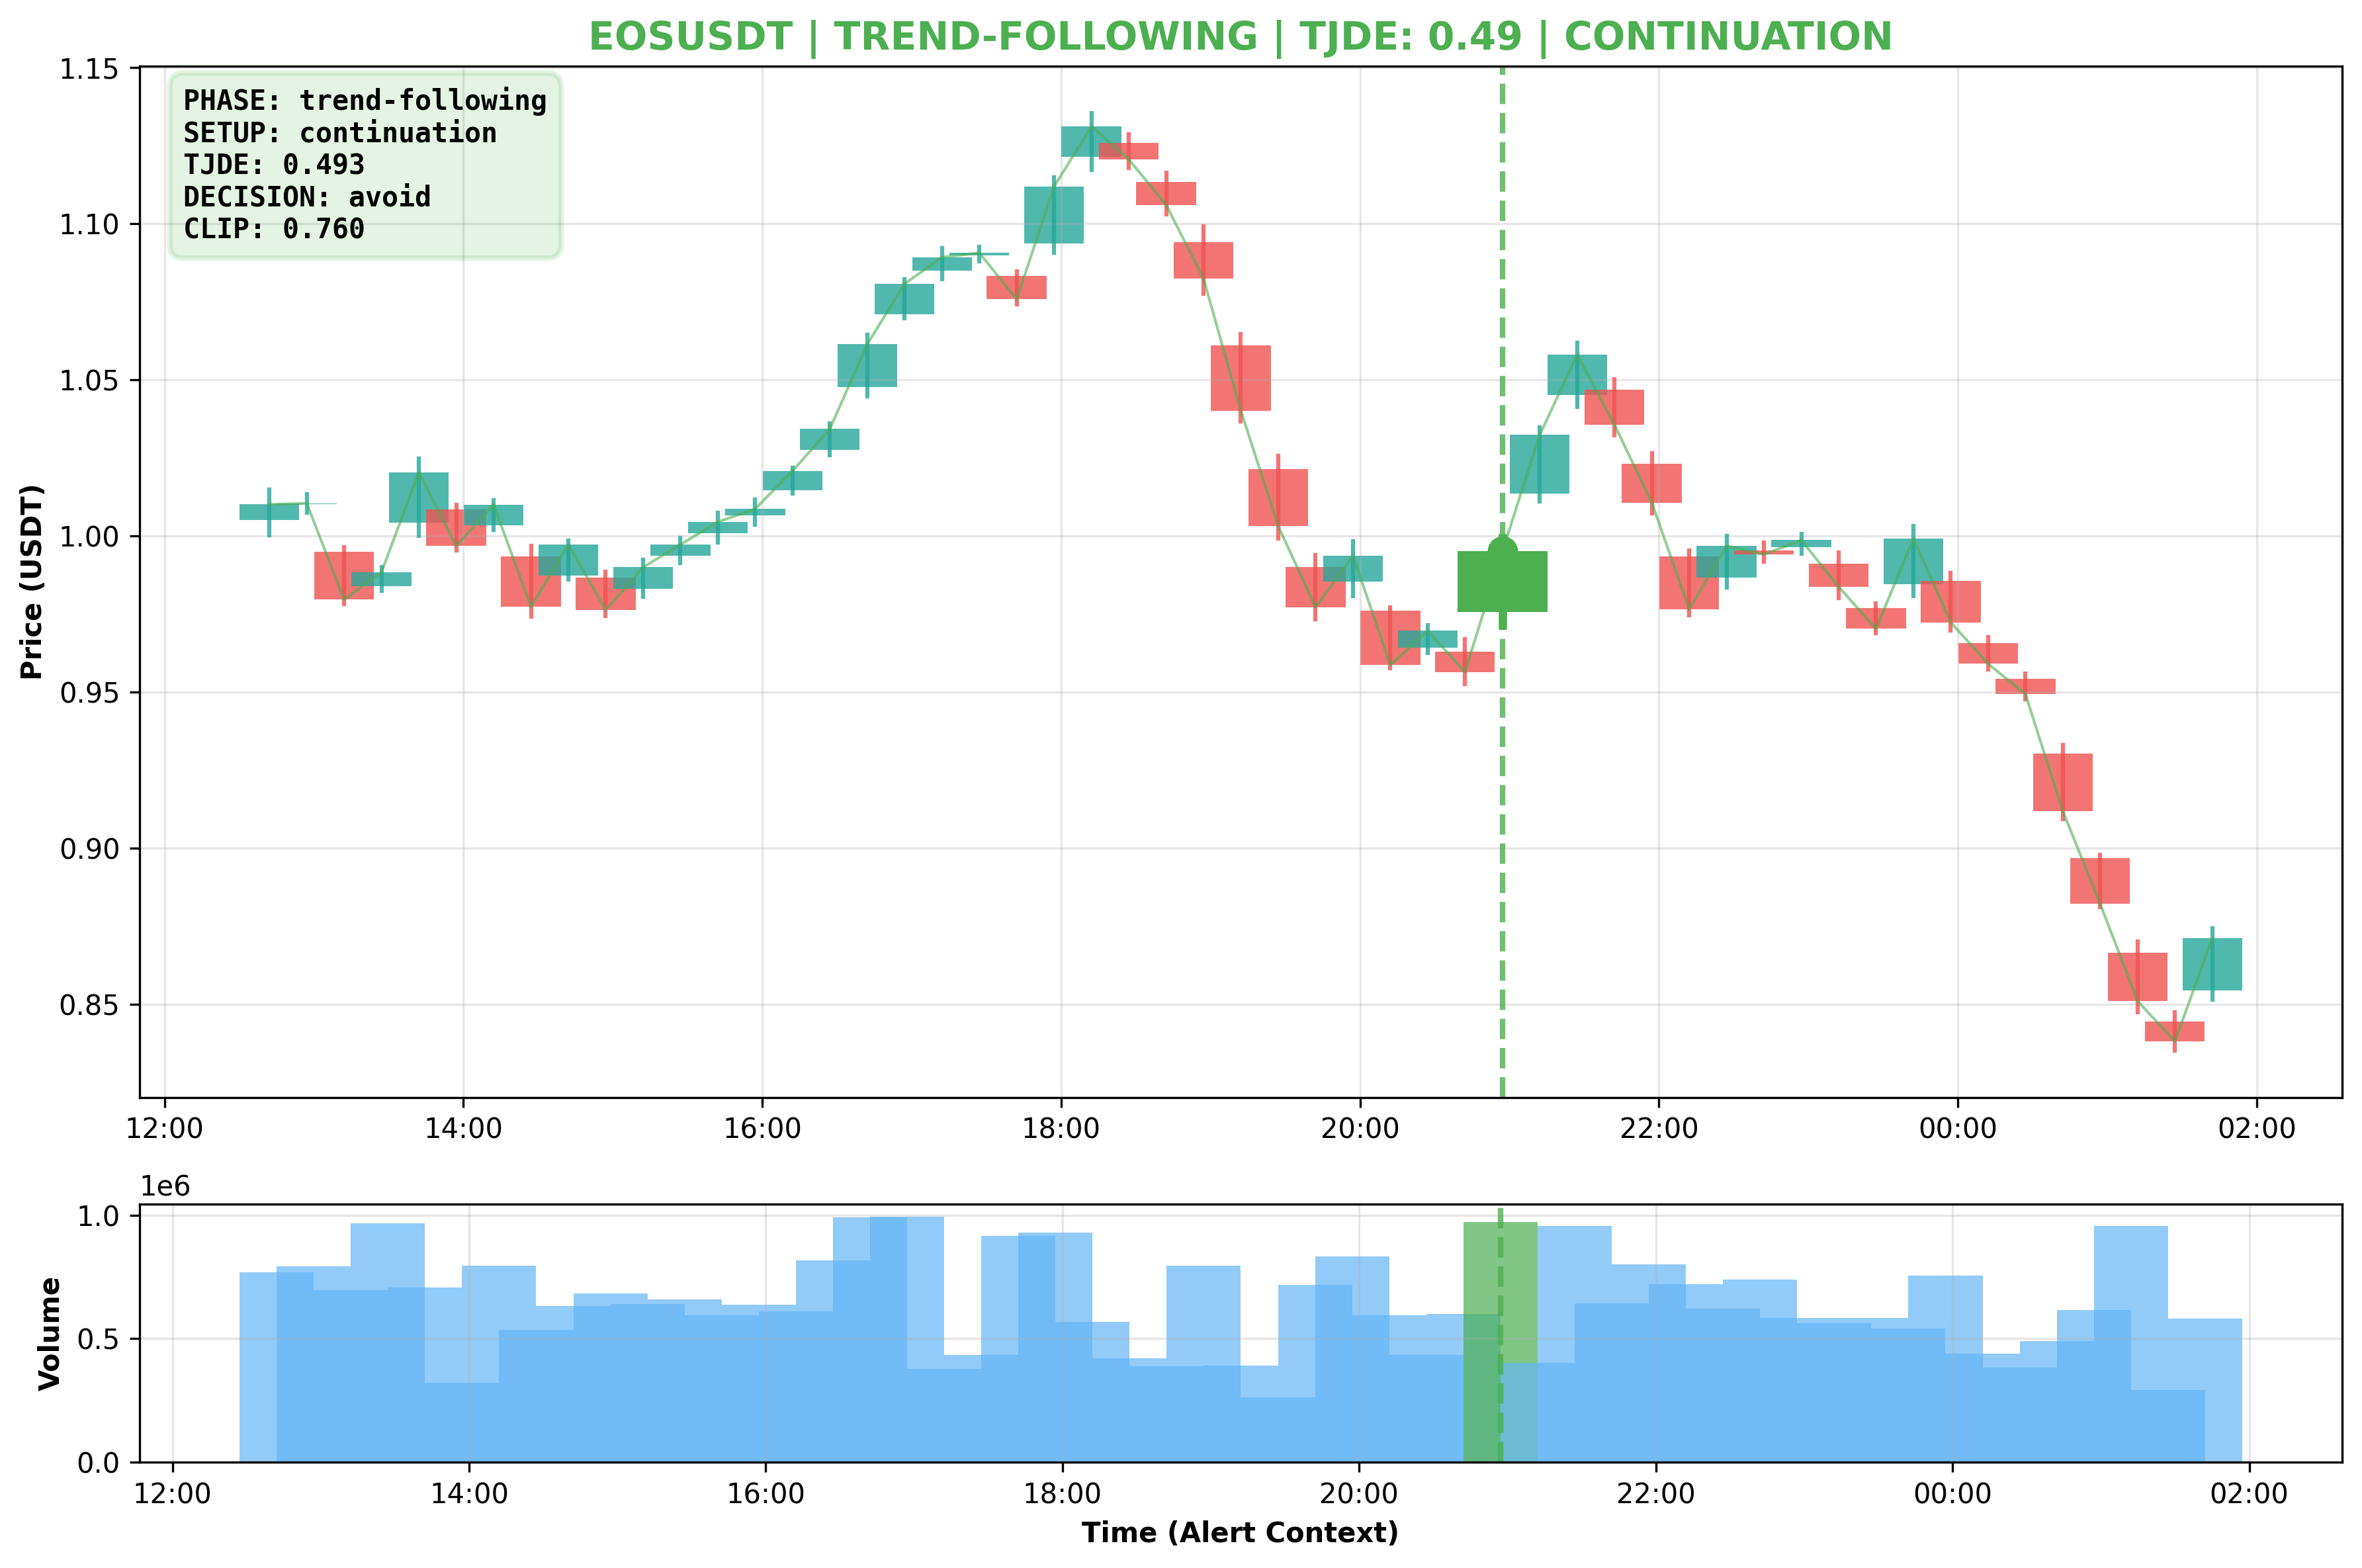 EOSUSDT | TREND-FOLLOWING | TJDE: 0.49 | CONTINUATION
PHASE: trend-following
SETUP: continuation
TJDE: 0.493
DECISION: avoid
CLIP: 0.760
Price (USDT)
1.15
1.10
1.05
1.00
0.95
0.90
0.85
12:00 14:00 16:00 18:00 20:00 22:00 00:00 02:00
1e6
Volume
1.0
0.5
0.0
12:00 14:00 16:00 18:00 20:00 22:00 00:00 02:00
Time (Alert Context)